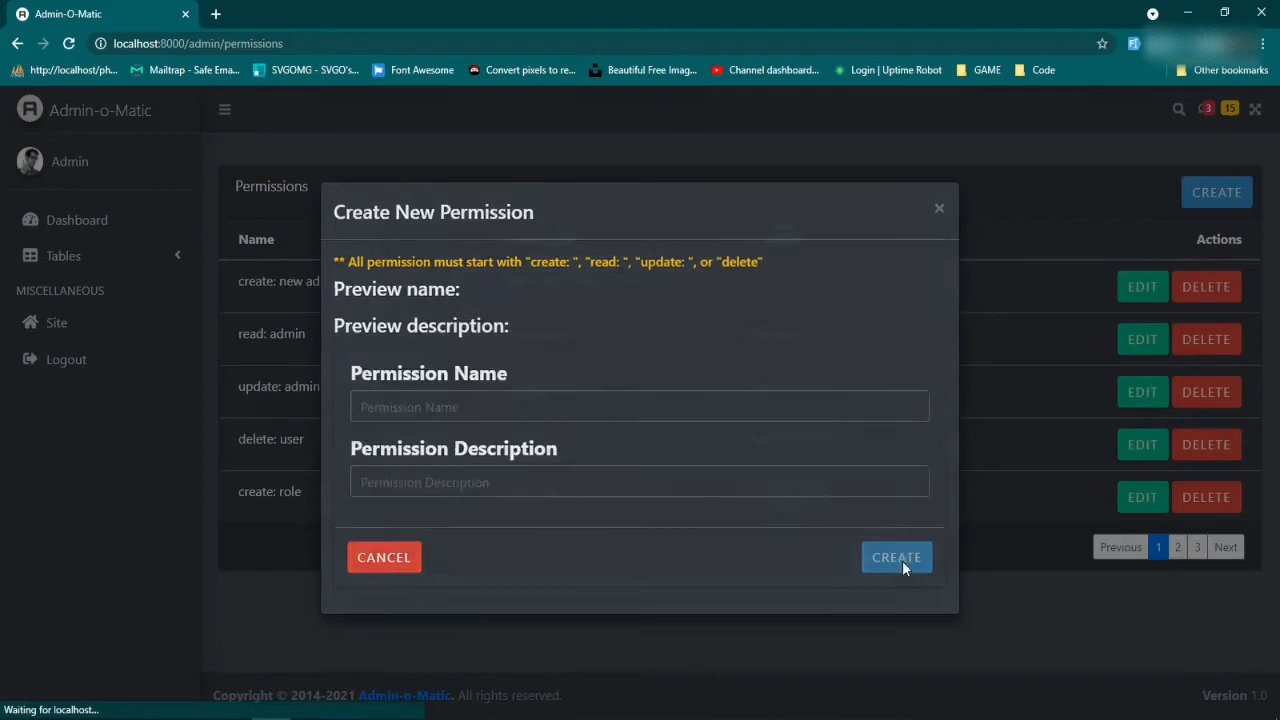 Admin-O-Matic
localhost:8000/admin/permissions
http://localhost/ph... Mailtrap - Safe Ema... SVGOMG - SVGO's... Font Awesome Convert pixels to re... Beautiful Free Imag... Channel dashboard... Login | Uptime Robot GAME Code Other bookmarks
Admin-o-Matic
3 15
Admin
Dashboard
Tables
MISCELLANEOUS
Site
Logout
Permissions
CREATE
Name Actions
create: new ad
EDIT DELETE
read: admin
EDIT DELETE
update: admin
EDIT DELETE
delete: user
EDIT DELETE
create: role
EDIT DELETE
Previous 1 2 3 Next
Create New Permission
** All permission must start with "create: ", "read: ", "update: ", or "delete"
Preview name:
Preview description:
Permission Name
Permission Name
Permission Description
Permission Description
CANCEL CREATE
Copyright © 2014-2021 Admin-o-Matic. All rights reserved.
Version 1.0
Waiting for localhost...